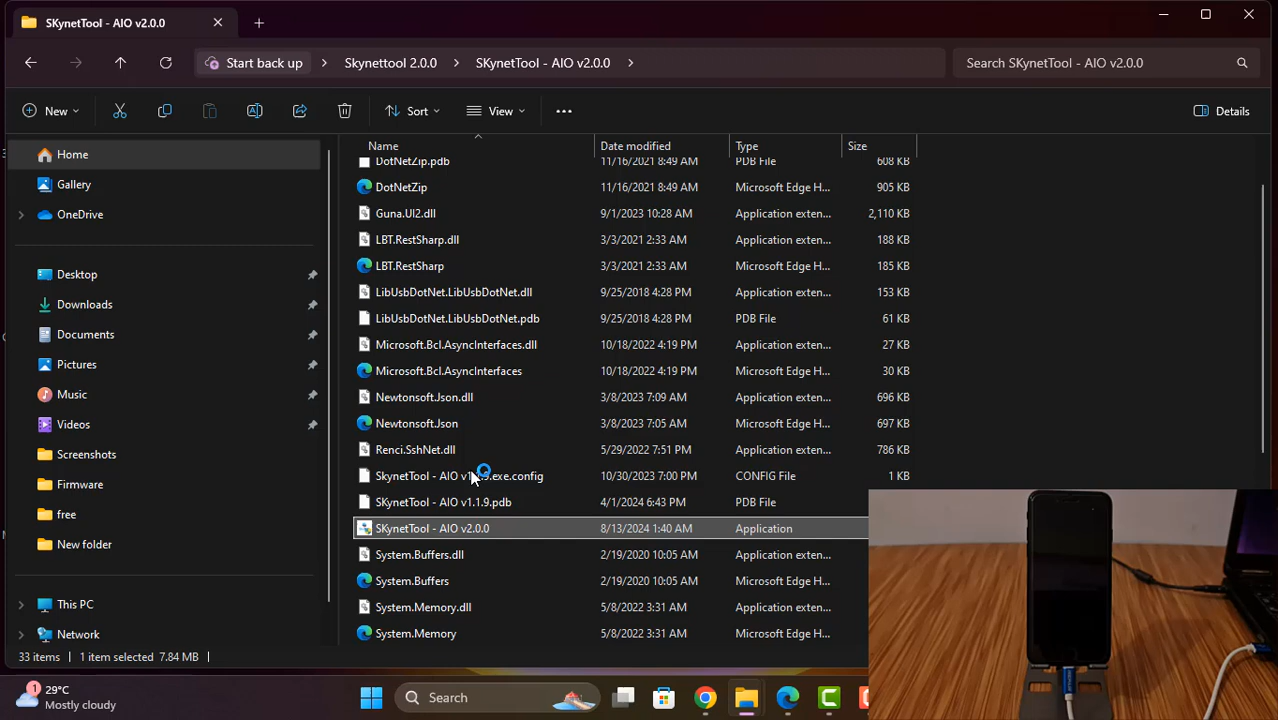 SKynetTool - AIO v2.0.0
Start back up
Skynettool 2.0.0
SKynetTool - AIO v2.0.0
Search SKynetTool - AIO v2.0.0
New
Sort
View
Details
Name
Date modified
Type
Size
Home
Gallery
OneDrive
Desktop
Downloads
Documents
Pictures
Music
Videos
Screenshots
Firmware
free
New folder
This PC
Network
DotNetZip.pdb 11/16/2021 8:49 AM PDB File 608 KB
DotNetZip 11/16/2021 8:49 AM Microsoft Edge H... 905 KB
Guna.UI2.dll 9/1/2023 10:28 AM Application exten... 2,110 KB
LBT.RestSharp.dll 3/3/2021 2:33 AM Application exten... 188 KB
LBT.RestSharp 3/3/2021 2:33 AM Microsoft Edge H... 185 KB
LibUsbDotNet.LibUsbDotNet.dll 9/25/2018 4:28 PM Application exten... 153 KB
LibUsbDotNet.LibUsbDotNet.pdb 9/25/2018 4:28 PM PDB File 61 KB
Microsoft.Bcl.AsyncInterfaces.dll 10/18/2022 4:19 PM Application exten... 27 KB
Microsoft.Bcl.AsyncInterfaces 10/18/2022 4:19 PM Microsoft Edge H... 30 KB
Newtonsoft.Json.dll 3/8/2023 7:09 AM Application exten... 696 KB
Newtonsoft.Json 3/8/2023 7:05 AM Microsoft Edge H... 697 KB
Renci.SshNet.dll 5/29/2022 7:51 PM Application exten... 786 KB
SkynetTool - AIO 10/30/2023 7:00 PM CONFIG File 1 KB
SKynetTool - AIO v1.1.9.pdb 4/1/2024 6:43 PM PDB File
SKynetTool - AIO v2.0.0 8/13/2024 1:40 AM Application
System.Buffers.dll 2/19/2020 10:05 AM Application exten...
System.Buffers 2/19/2020 10:05 AM Microsoft Edge H...
System.Memory.dll 5/8/2022 3:31 AM Application exten...
System.Memory 5/8/2022 3:31 AM Microsoft Edge H...
33 items
1 item selected 7.84 MB
1
29°C
Mostly cloudy
Search